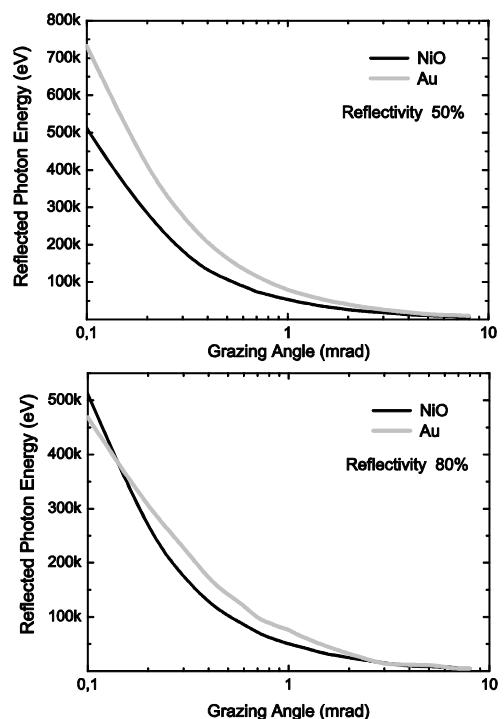 800k
700k
600k
500k
400k
300k
200k
100k
Reflected Photon Energy (eV)
NiO
Au
Reflectivity 50%
0,1
1
10
Grazing Angle (mrad)
500k
400k
300k
200k
100k
Reflected Photon Energy (eV)
NiO
Au
Reflectivity 80%
0,1
1
10
Grazing Angle (mrad)